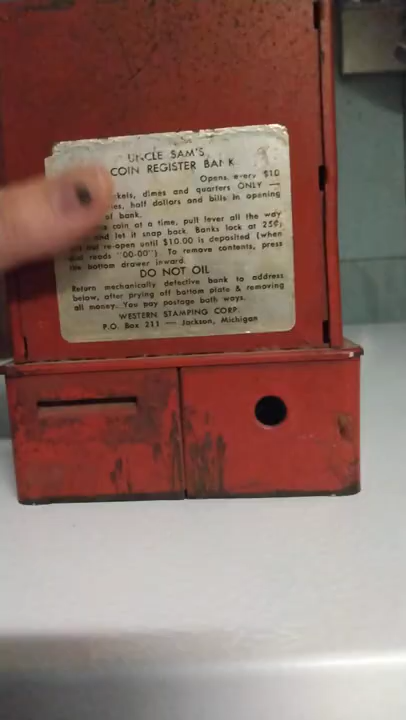 UNCLE SAM'S
COIN REGISTER BANK
Opens every $10
dimes and quarters ONLY —
half dollars and bills in opening
of bank.
coin at a time, pull lever all the way
and let it snap back. Banks lock at 25¢;
re-open until $10.00 is deposited (when
reads "00-00"). To remove contents, press
the bottom drawer inward.
DO NOT OIL
Return mechanically defective bank to address
below, after prying off bottom plate & removing
all money. You pay postage both ways.
WESTERN STAMPING CORP.
P.O. Box 211 — Jackson, Michigan